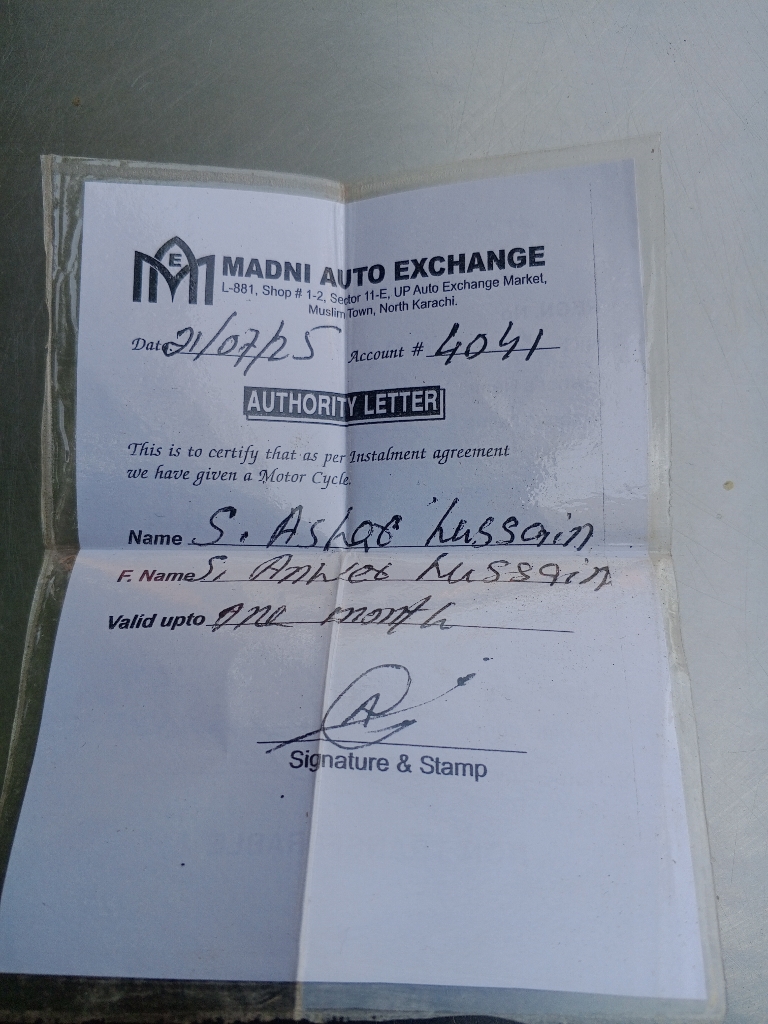 E
MADNI AUTO EXCHANGE
L-881, Shop # 1-2, Sector 11-E, UP Auto Exchange Market,
Muslim Town, North Karachi.
Date 21/07/25 Account # 4041
AUTHORITY LETTER
This is to certify that as per Instalment agreement
we have given a Motor Cycle.
Name S. Ashat hussain
F. Name S. Anwer hussain
Valid upto one month
Signature & Stamp